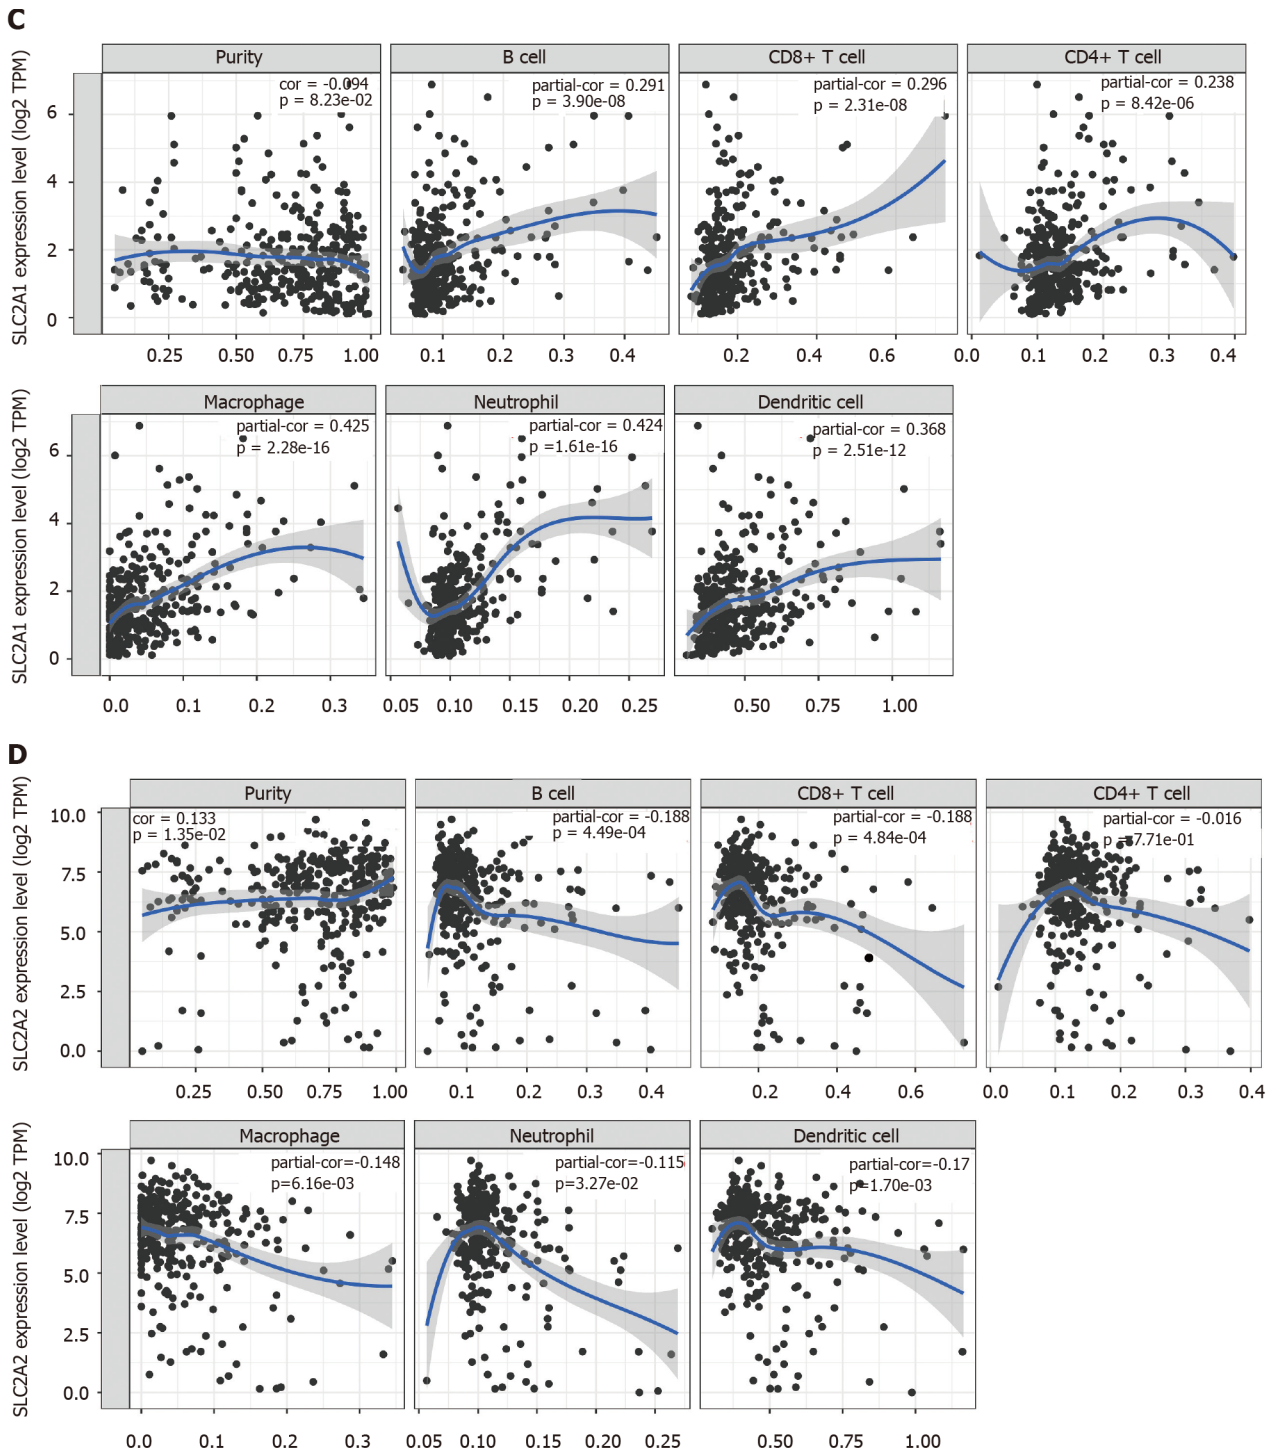 C
SLC2A1 expression level (log2 TPM)
Purity
B cell
CD8+ T cell
CD4+ T cell
cor = -0.094
p = 8.23e-02
partial-cor = 0.291
p = 3.90e-08
partial-cor = 0.296
p = 2.31e-08
partial-cor = 0.238
p = 8.42e-06
6
4
2
0
0.25 0.50 0.75 1.00
0.1 0.2 0.3 0.4
0.2 0.4 0.6
0.0 0.1 0.2 0.3 0.4
SLC2A1 expression level (log2 TPM)
Macrophage
Neutrophil
Dendritic cell
partial-cor = 0.425
p = 2.28e-16
partial-cor = 0.424
p =1.61e-16
partial-cor = 0.368
p = 2.51e-12
6
4
2
0
0.0 0.1 0.2 0.3
0.05 0.10 0.15 0.20 0.25
0.50 0.75 1.00
D
SLC2A2 expression level (log2 TPM)
Purity
B cell
CD8+ T cell
CD4+ T cell
cor = 0.133
p = 1.35e-02
partial-cor = -0.188
p = 4.49e-04
partial-cor = -0.188
p = 4.84e-04
partial-cor = -0.016
p =7.71e-01
10.0
7.5
5.0
2.5
0.0
0.25 0.50 0.75 1.00
0.1 0.2 0.3 0.4
0.2 0.4 0.6
0.0 0.1 0.2 0.3 0.4
SLC2A2 expression level (log2 TPM)
Macrophage
Neutrophil
Dendritic cell
partial-cor=-0.148
p=6.16e-03
partial-cor=-0.115
p=3.27e-02
partial-cor=-0.17
p=1.70e-03
10.0
7.5
5.0
2.5
0.0
0.0 0.1 0.2 0.3
0.05 0.10 0.15 0.20 0.25
0.50 0.75 1.00